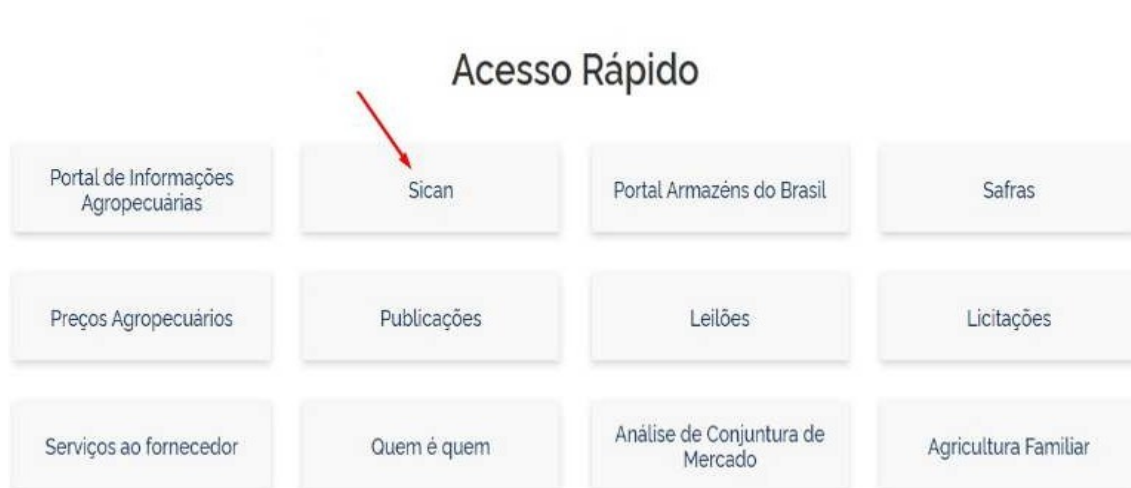 Acesso Rápido
Portal de Informações
Agropecuárias
Sican
Portal Armazéns do Brasil
Safras
Preços Agropecuários
Publicações
Leilões
Licitações
Serviços ao fornecedor
Quem é quem
Análise de Conjuntura de
Mercado
Agricultura Familiar